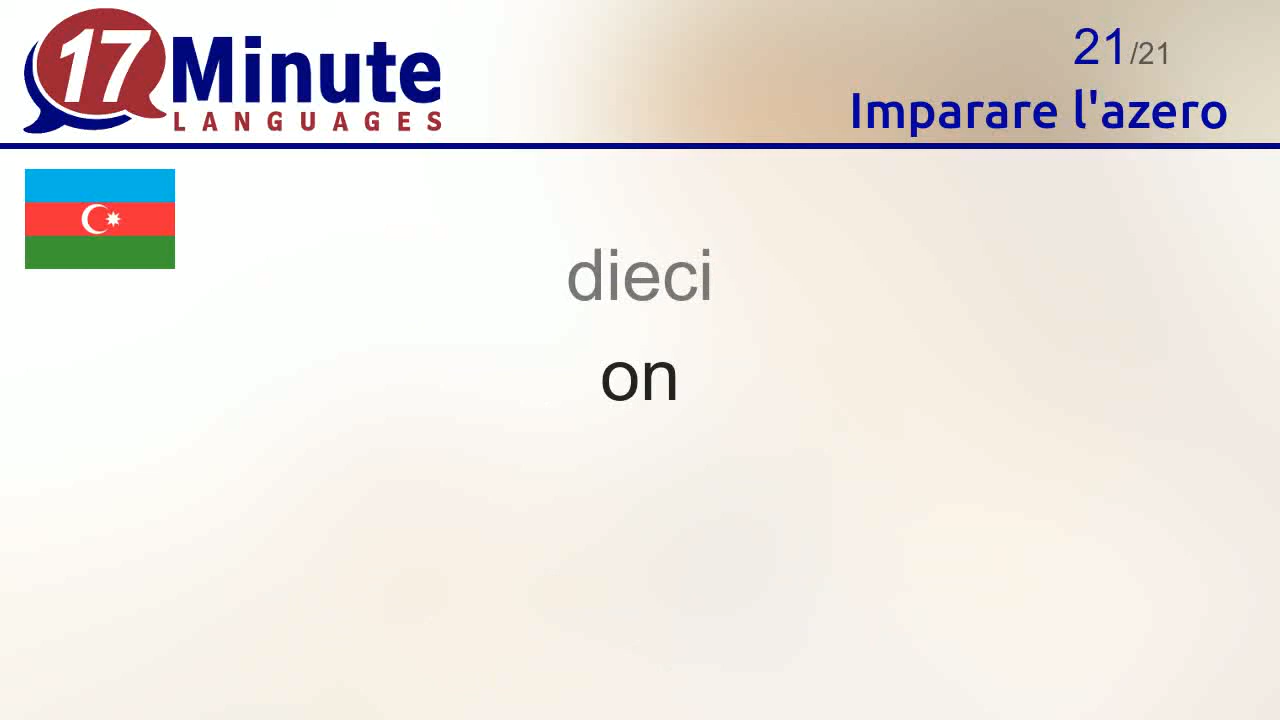 17 Minute
LANGUAGES
21/21
Imparare l'azero
dieci
on